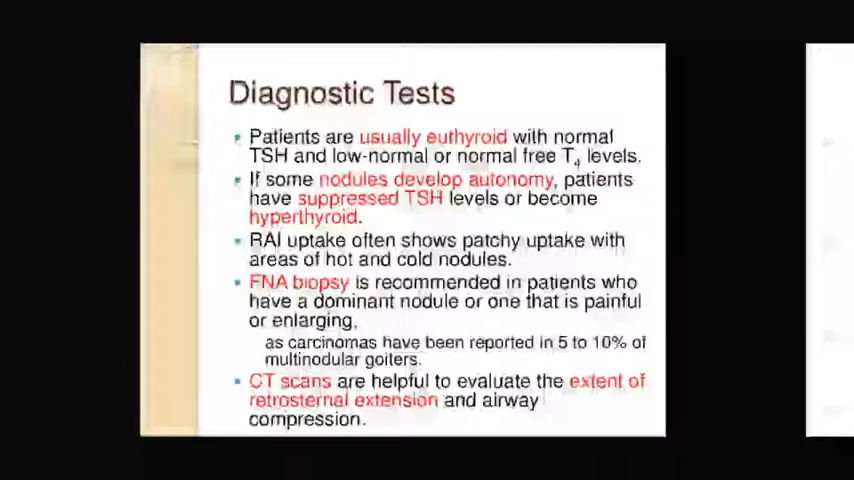 Diagnostic Tests
Patients are usually euthyroid with normal
TSH and low-normal or normal free T4 levels.
If some nodules develop autonomy, patients
have suppressed TSH levels or become
hyperthyroid.
RAI uptake often shows patchy uptake with
areas of hot and cold nodules.
FNA biopsy is recommended in patients who
have a dominant nodule or one that is painful
or enlarging,
as carcinomas have been reported in 5 to 10% of
multinodular goiters.
CT scans are helpful to evaluate the extent of
retrosternal extension and airway
compression.